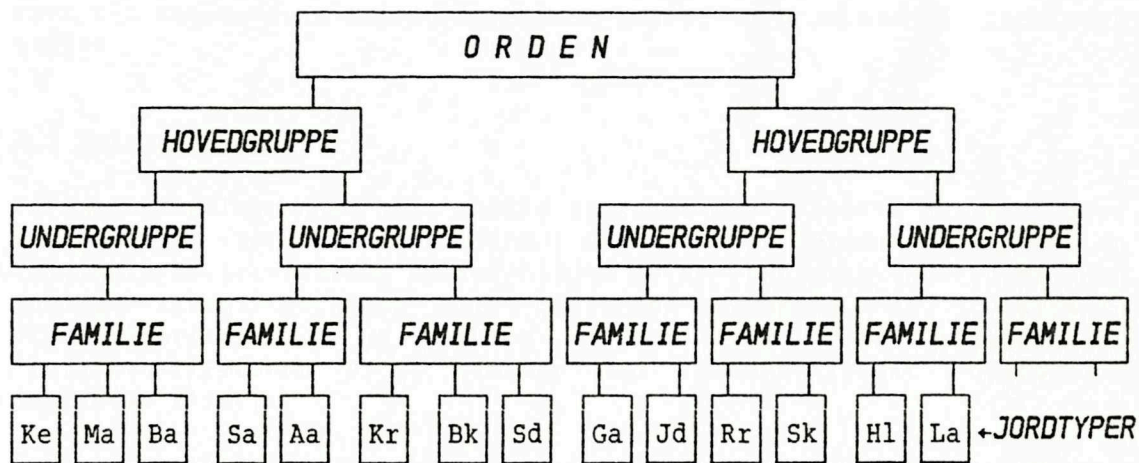 ORDEN
HOVEDGRUPPE HOVEDGRUPPE
UNDERGRUPPE UNDERGRUPPE UNDERGRUPPE UNDERGRUPPE
FAMILIE FAMILIE FAMILIE FAMILIE FAMILIE FAMILIE FAMILIE
Ke Ma Ba Sa Aa Kr Bk Sd Ga Jd Rr Sk Hl La ←JORDTYPER